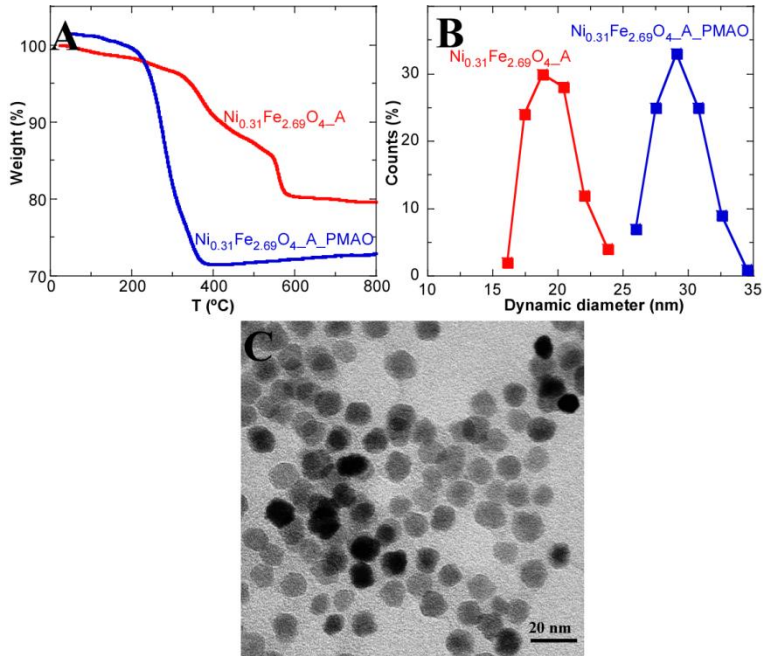 A
100
90
80
70
Weight (%)
Ni0.31Fe2.69O4_A
Ni0.31Fe2.69O4_A_PMAO
0 200 400 600 800
T (ºC)
B
30
20
10
0
Counts (%)
Ni0.31Fe2.69O4_A
Ni0.31Fe2.69O4_A_PMAO
10 15 20 25 30 35
Dynamic diameter (nm)
C
20 nm